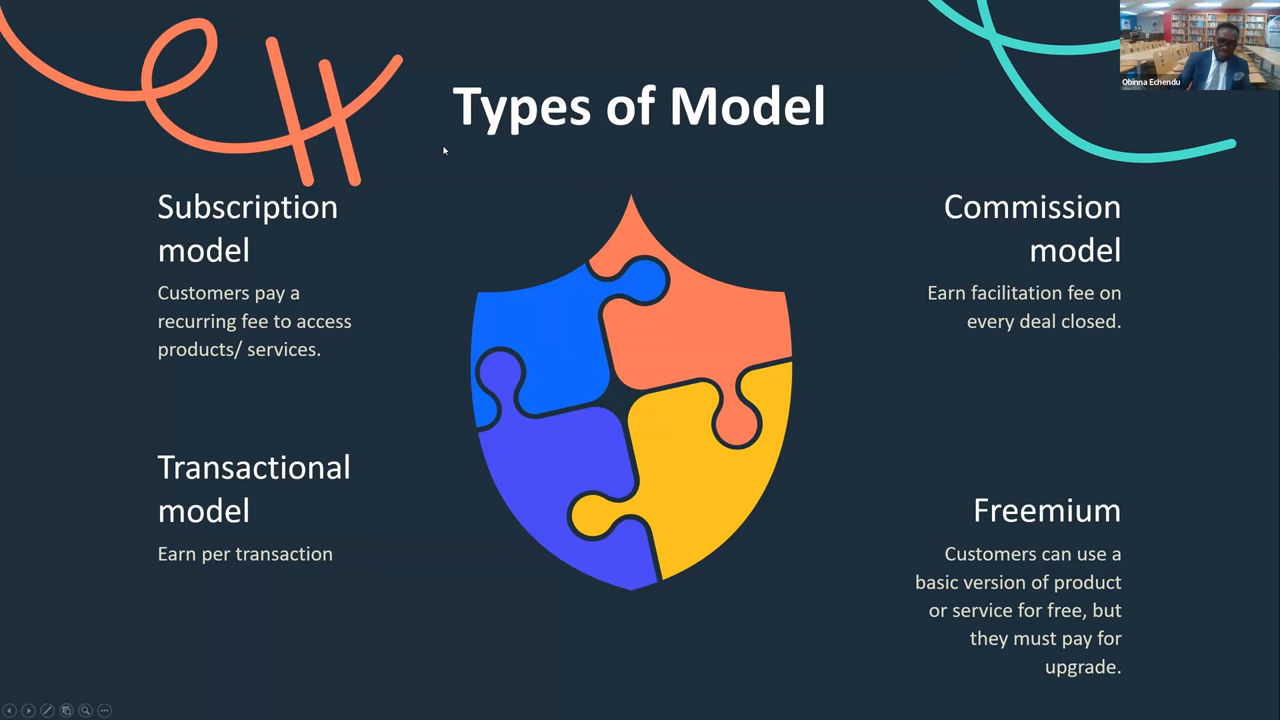 Types of Model
Obinna Echendu
Subscription
model
Customers pay a
recurring fee to access
products/ services.
Commission
model
Earn facilitation fee on
every deal closed.
Transactional
model
Earn per transaction
Freemium
Customers can use a
basic version of product
or service for free, but
they must pay for
upgrade.